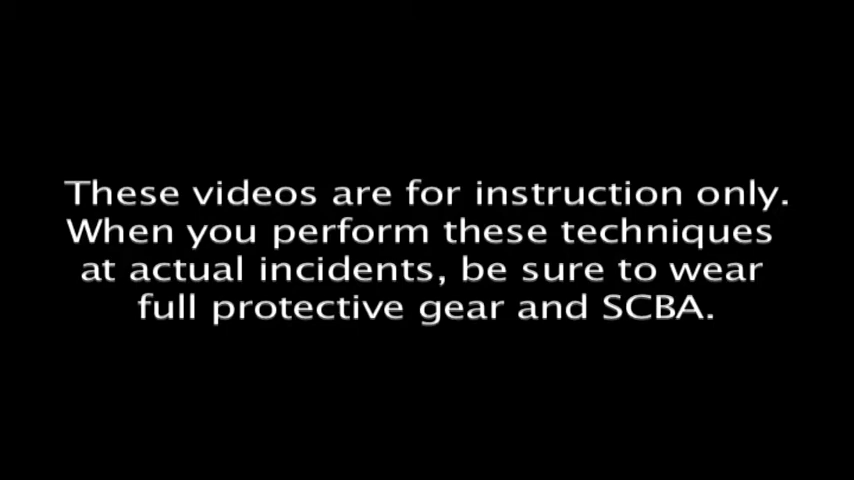 These videos are for instruction only.
When you perform these techniques
at actual incidents, be sure to wear
full protective gear and SCBA.